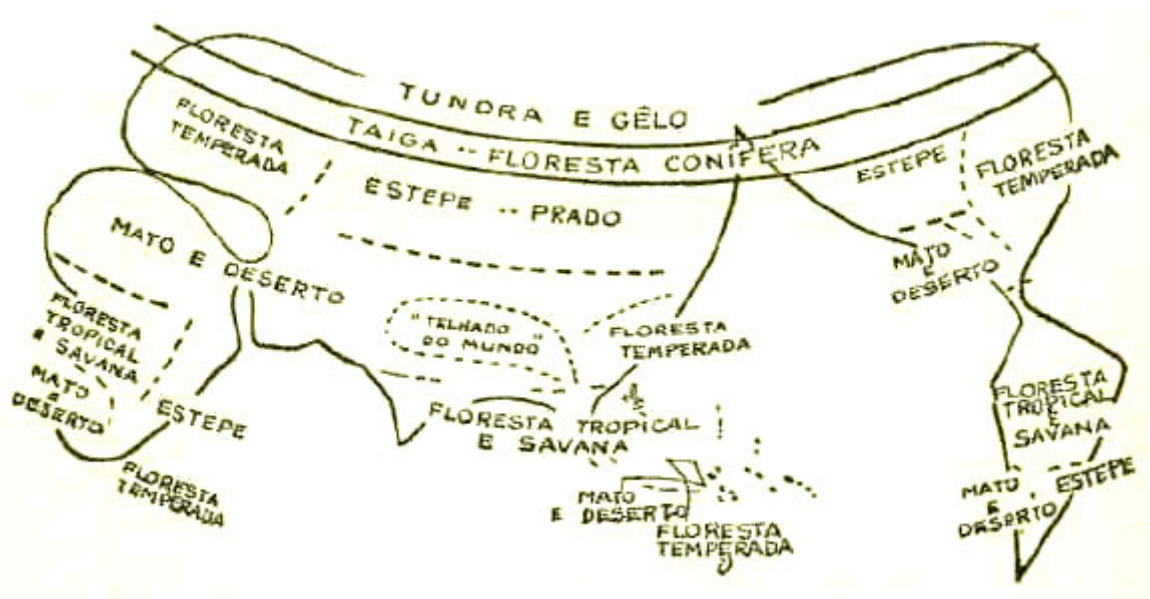 TUNDRA E GÊLO
TAIGA -- FLORESTA CONÍFERA
FLORESTA
TEMPERADA
ESTEPE -- PRADO
ESTEPE
FLORESTA
TEMPERADA
MATO E DESERTO
MATO
E
DESERTO
FLORESTA
TROPICAL
E SAVANA
"TELHADO
DO MUNDO"
FLORESTA
TEMPERADA
MATO
E
DESERTO
ESTEPE
FLORESTA TROPICAL
E SAVANA
FLORESTA
TROPICAL
E
SAVANA
FLORESTA
TEMPERADA
MATO
E DESERTO
FLORESTA
TEMPERADA
MATO
E
DESERTO
ESTEPE